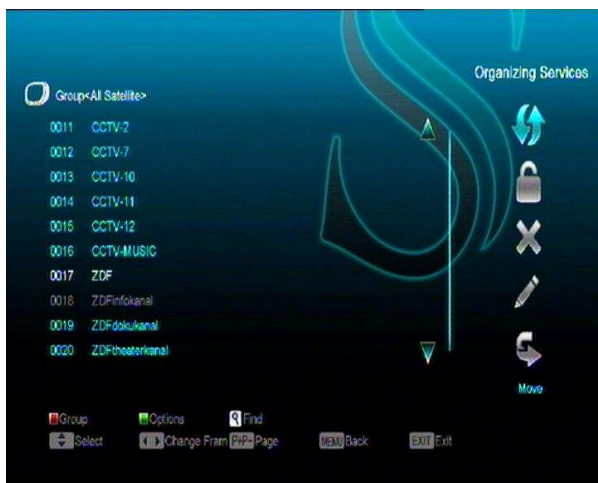 Organizing Services
Group<All Satellite>
0011 CCTV-2
0012 CCTV-7
0013 CCTV-10
0014 CCTV-11
0015 CCTV-12
0016 CCTV-MUSIC
0017 ZDF
0018 ZDFinfokanal
0019 ZDFdokukanal
0020 ZDFtheaterkanal
Move
Group Options Find
Select Change Fram P+P- Page MENU Back EXIT Exit